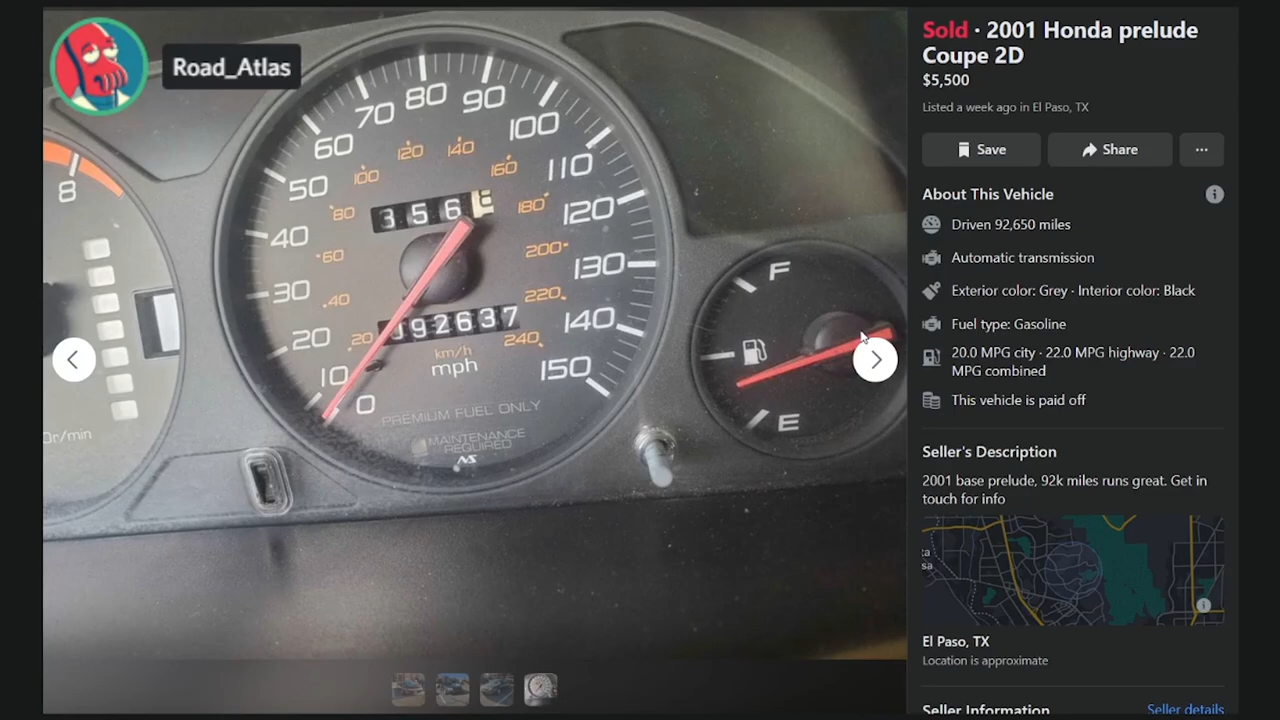 Road_Atlas
8
0r/min
0
10
20
30
40
50
60
70
80
90
100
110
120
130
140
150
20
40
60
80
100
120
140
160
180
200
220
240
356
092637
km/h
mph
PREMIUM FUEL ONLY
MAINTENANCE
REQUIRED
F
E
Sold · 2001 Honda prelude
Coupe 2D
$5,500
Listed a week ago in El Paso, TX
Save
Share
About This Vehicle
Driven 92,650 miles
Automatic transmission
Exterior color: Grey · Interior color: Black
Fuel type: Gasoline
20.0 MPG city · 22.0 MPG highway · 22.0
MPG combined
This vehicle is paid off
Seller's Description
2001 base prelude, 92k miles runs great. Get in
touch for info
El Paso, TX
Location is approximate
Seller Information
Seller details